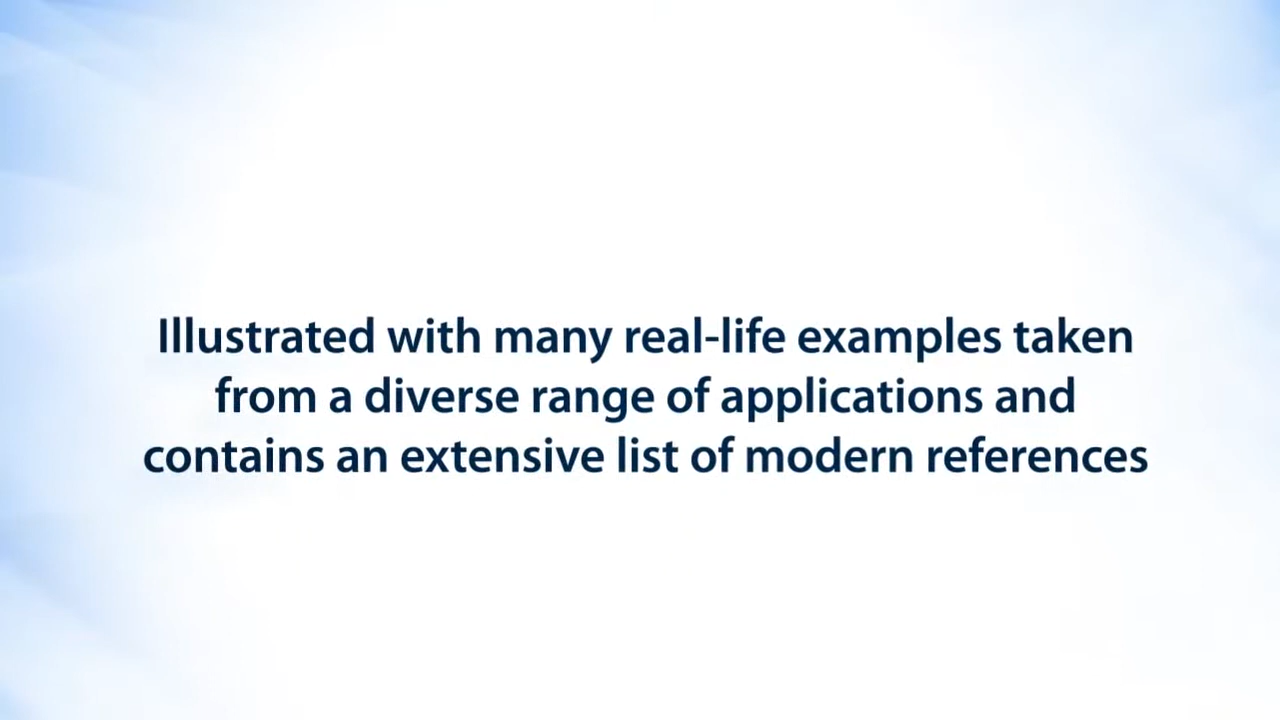 Illustrated with many real-life examples taken
from a diverse range of applications and
contains an extensive list of modern references